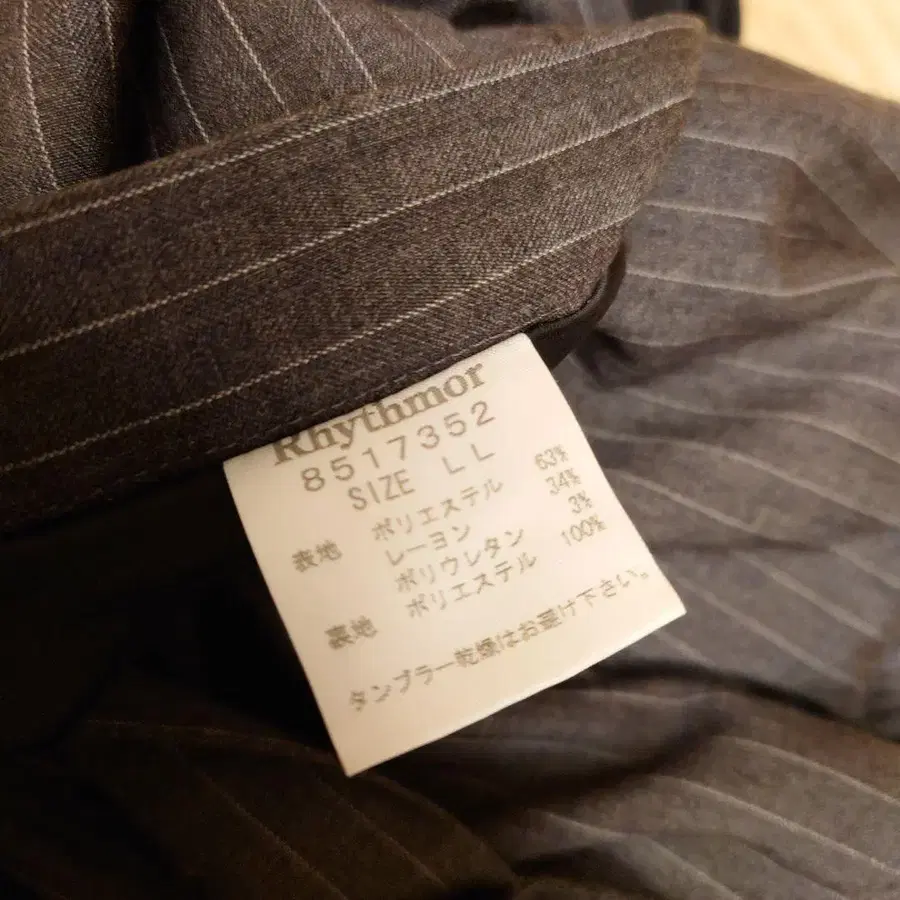 Rhythmor
8517352
SIZE LL
表地 ポリエステル 63%
レーヨン 34%
ポリウレタン 3%
裏地 ポリエステル 100%
タンブラー乾燥はお避け下さい。